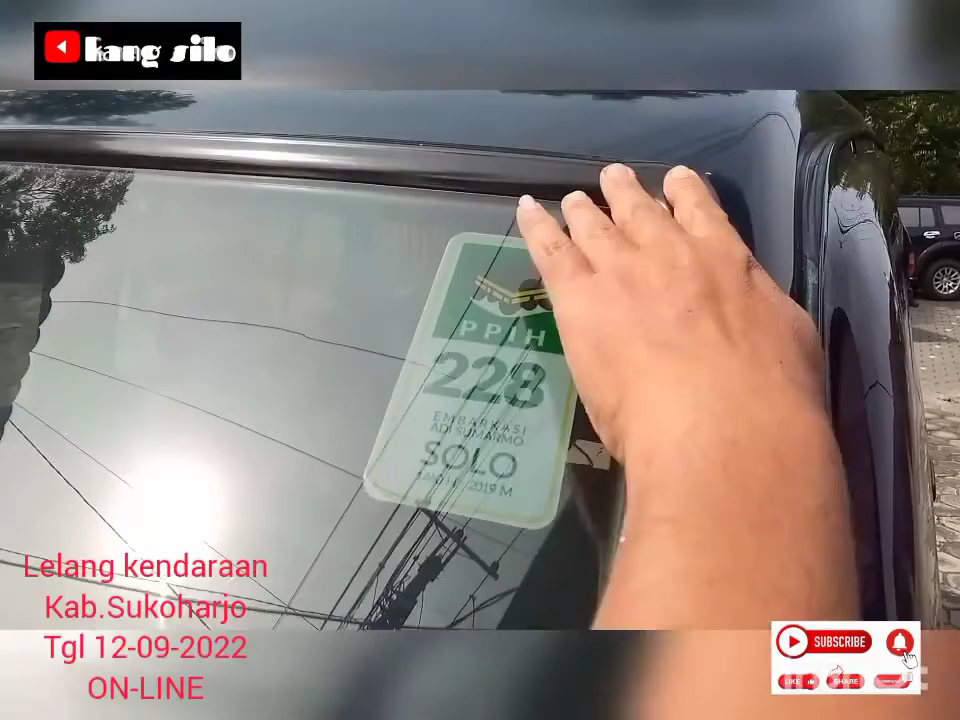 kang silo
PPIH
228
EMBARKASI
ADI SUMARMO
SOLO
2019 M
Lelang kendaraan
Kab.Sukoharjo
Tgl 12-09-2022
ON-LINE
SUBSCRIBE
LIKE
SHARE